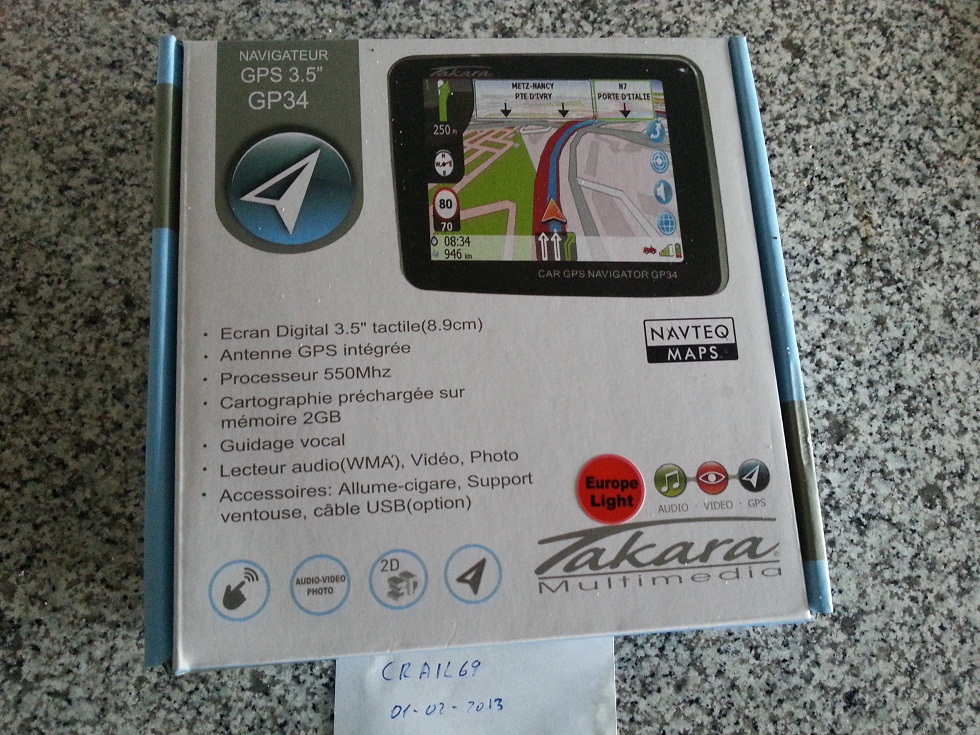 NAVIGATEUR
GPS 3.5"
GP34
Takara
METZ-NANCY
PTE D'IVRY
N7
PORTE D'ITALIE
250 m
N
80
70
08:34
946 km
CAR GPS NAVIGATOR GP34
· Ecran Digital 3.5" tactile(8.9cm)
· Antenne GPS intégrée
· Processeur 550Mhz
· Cartographie préchargée sur
mémoire 2GB
· Guidage vocal
· Lecteur audio(WMA), Vidéo, Photo
· Accessoires: Allume-cigare, Support
ventouse, câble USB(option)
NAVTEQ
MAPS
Europe
Light
AUDIO · VIDEO · GPS
Takara
Multimedia
AUDIO-VIDEO
PHOTO
2D
CRAIL69
01-02-2013